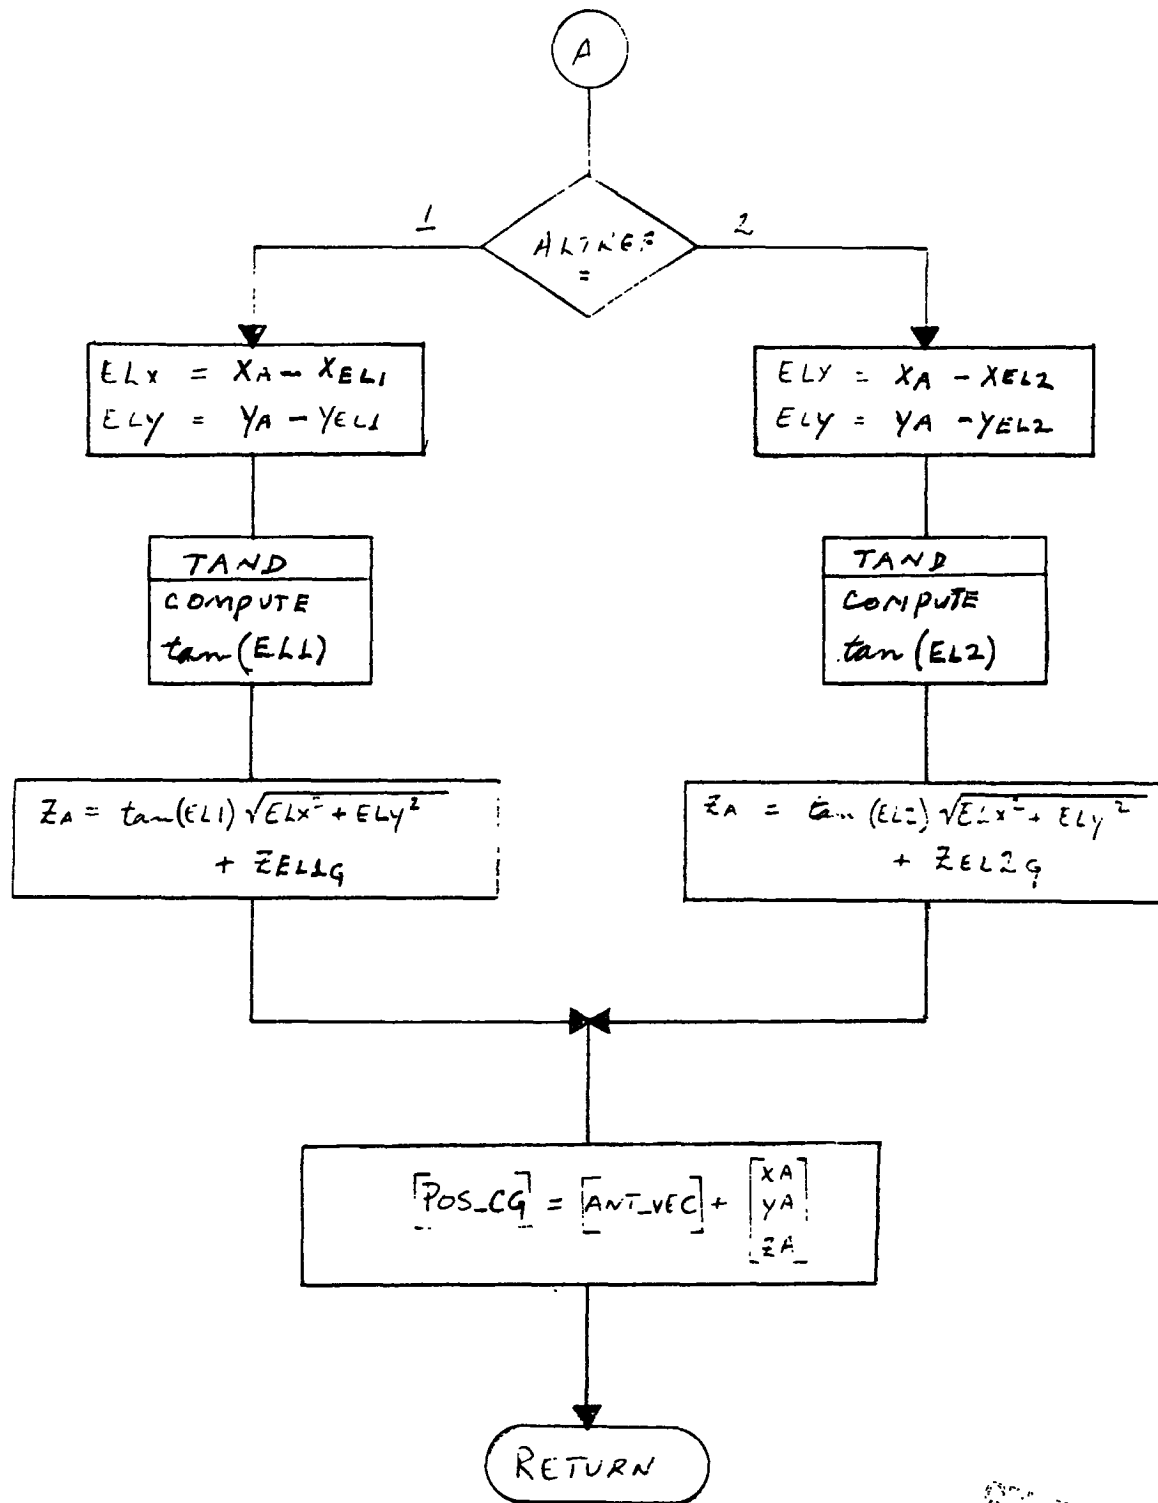 A
1
2
ALTREF
=
ELX = XA - XEL1
ELY = YA - YEL1
ELX = XA - XEL2
ELY = YA - YEL2
TAND
COMPUTE
tan (EL1)
TAND
COMPUTE
tan (EL2)
ZA = tan(EL1) √ELX² + ELY²
+ ZEL1G
ZA = tan (EL2) √ELX² + ELY²
+ ZEL2G
[POS_CG] = [ANT_VEC] + [XA
YA
ZA]
RETURN